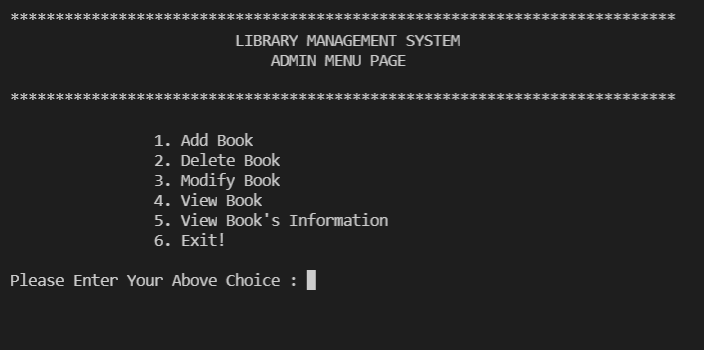 **************************************************************************
LIBRARY MANAGEMENT SYSTEM
ADMIN MENU PAGE
**************************************************************************
1. Add Book
2. Delete Book
3. Modify Book
4. View Book
5. View Book's Information
6. Exit!
Please Enter Your Above Choice :